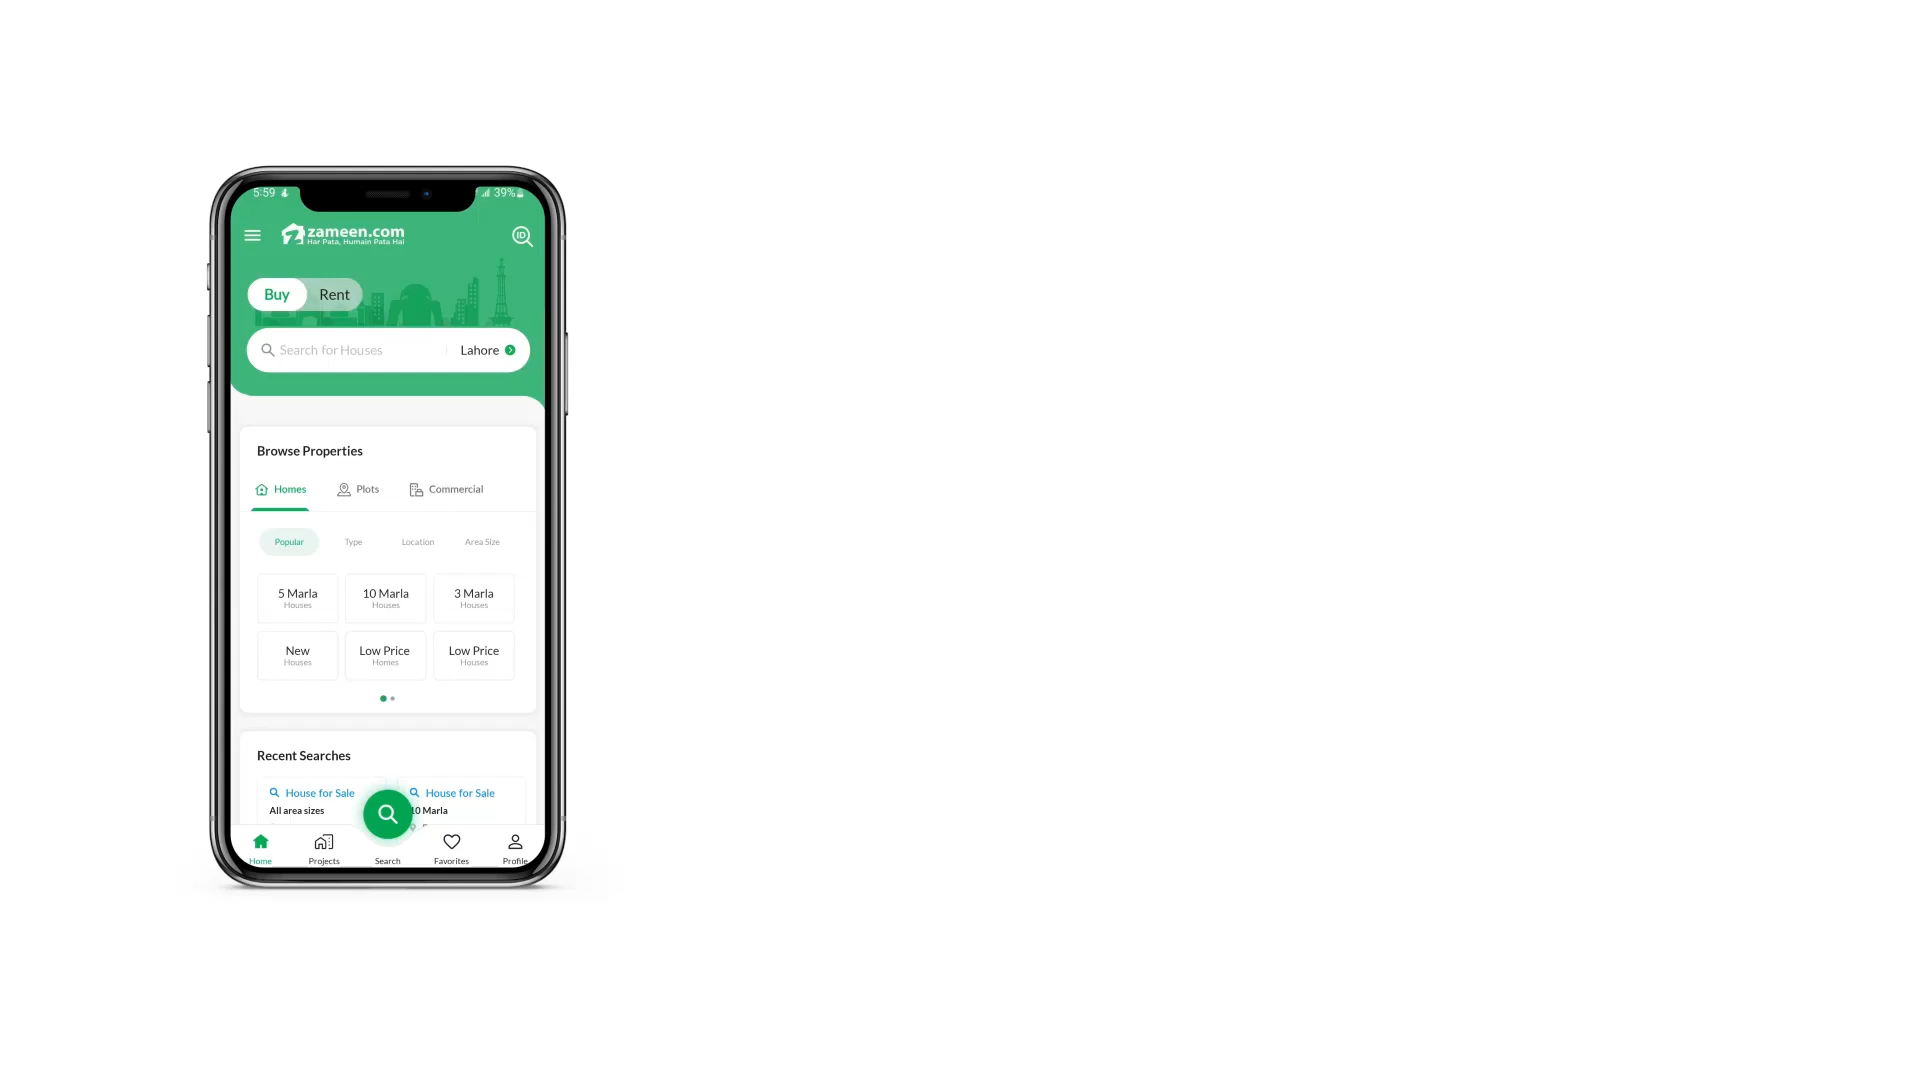 5:59 39%
zameen.com
Har Pata, Humain Pata Hai
ID
Buy Rent
Search for Houses Lahore
Browse Properties
Homes Plots Commercial
Popular Type Location Area Size
5 Marla 10 Marla 3 Marla
Houses Houses Houses
New Low Price Low Price
Houses Homes Houses
Recent Searches
House for Sale House for Sale
All area sizes 10 Marla
Home Projects Search Favorites Profile